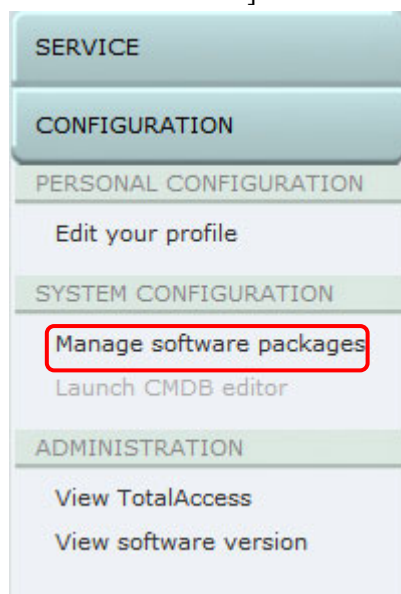 SERVICE
CONFIGURATION
PERSONAL CONFIGURATION
Edit your profile
SYSTEM CONFIGURATION
Manage software packages
Launch CMDB editor
ADMINISTRATION
View TotalAccess
View software version